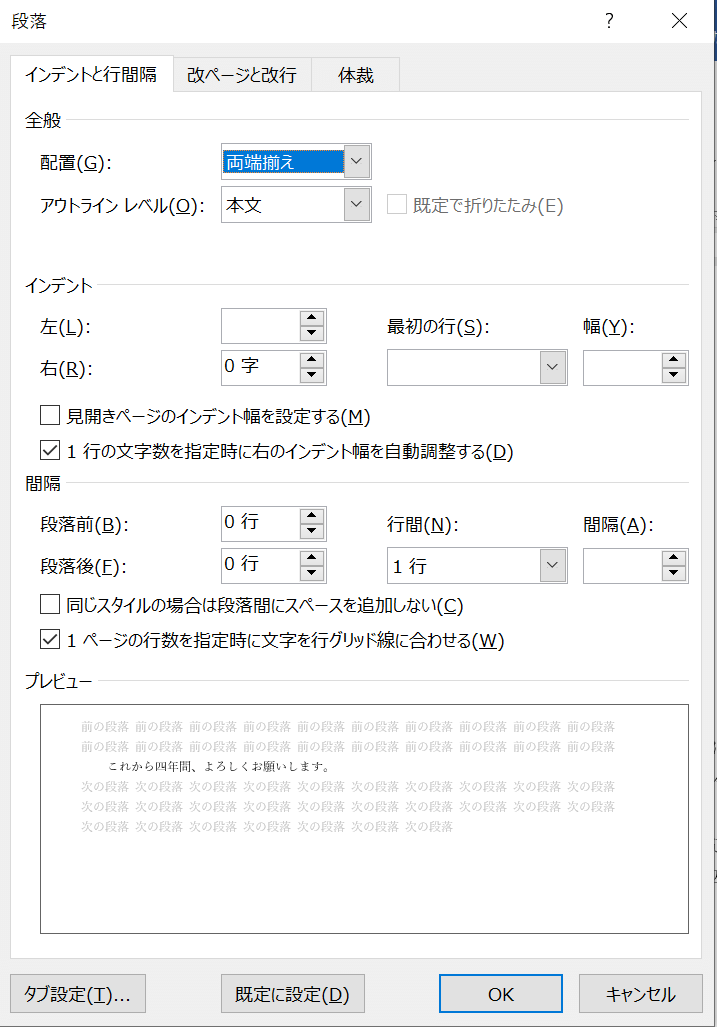 段落 ? ×
インデントと行間隔 改ページと改行 体裁
全般
配置(G): 両端揃え
アウトライン レベル(O): 本文 既定で折りたたみ(E)
インデント
左(L): 最初の行(S): 幅(Y):
右(R): 0 字
見開きページのインデント幅を設定する(M)
1 行の文字数を指定時に右のインデント幅を自動調整する(D)
間隔
段落前(B): 0 行 行間(N): 間隔(A):
段落後(F): 0 行 1 行
同じスタイルの場合は段落間にスペースを追加しない(C)
1 ページの行数を指定時に文字を行グリッド線に合わせる(W)
プレビュー
前の段落 前の段落 前の段落 前の段落 前の段落 前の段落 前の段落 前の段落 前の段落 前の段落
前の段落 前の段落 前の段落 前の段落 前の段落 前の段落 前の段落 前の段落 前の段落 前の段落
これから四年間、よろしくお願いします。
次の段落 次の段落 次の段落 次の段落 次の段落 次の段落 次の段落 次の段落 次の段落 次の段落
次の段落 次の段落 次の段落 次の段落 次の段落 次の段落 次の段落 次の段落 次の段落 次の段落
次の段落 次の段落 次の段落 次の段落 次の段落 次の段落 次の段落
タブ設定(T)... 既定に設定(D) OK キャンセル